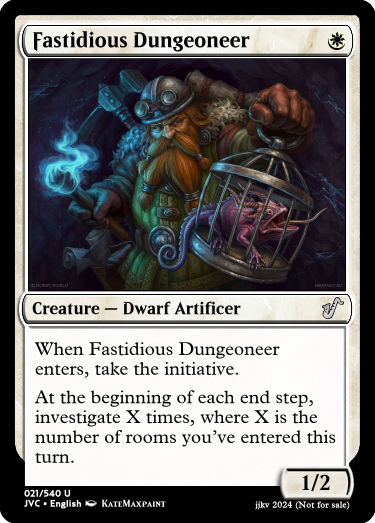 Fastidious Dungeoneer
© HOBBY WORLD
Creature — Dwarf Artificer
When Fastidious Dungeoneer
enters, take the initiative.
At the beginning of each end step,
investigate X times, where X is the
number of rooms you've entered this
turn.
1/2
021/540 U
JVC • English KateMaxpaint
jjkv 2024 (Not for sale)